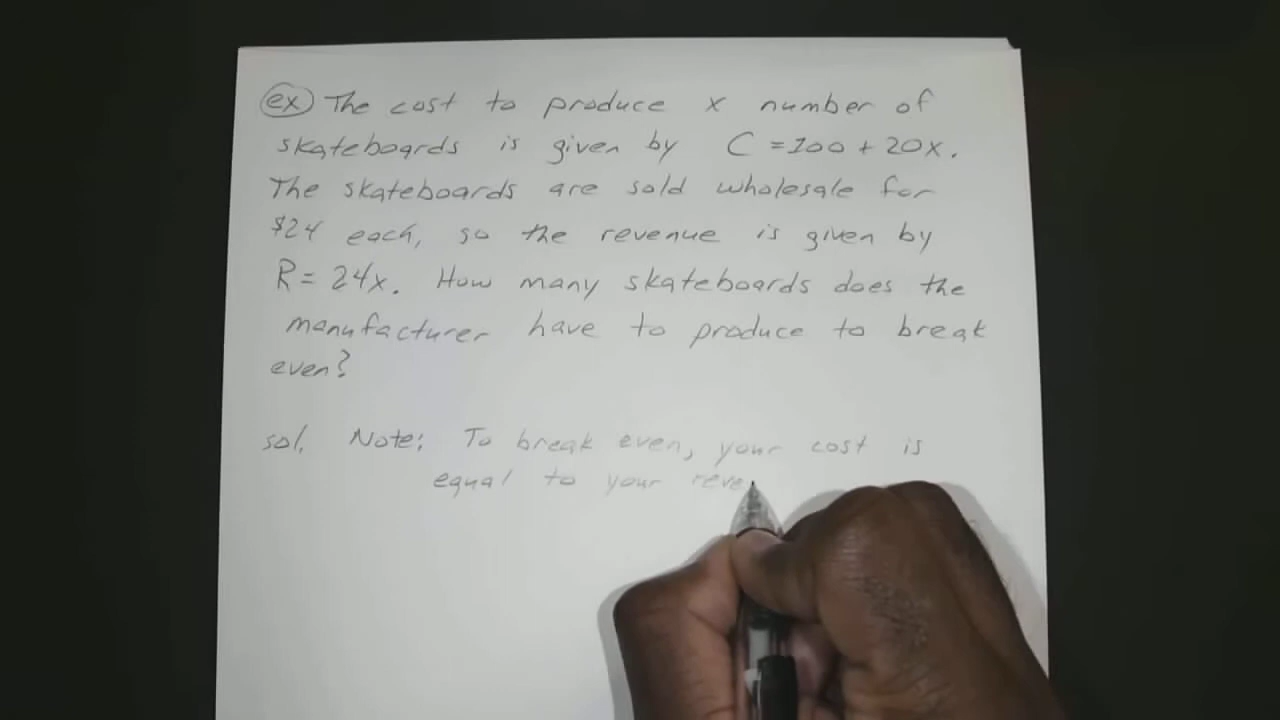 ex The cost to produce x number of
skateboards is given by C = 100 + 20x.
The skateboards are sold wholesale for
$24 each, so the revenue is given by
R = 24x. How many skateboards does the
manufacturer have to produce to break
even?
sol. Note: To break even, your cost is
equal to your reve